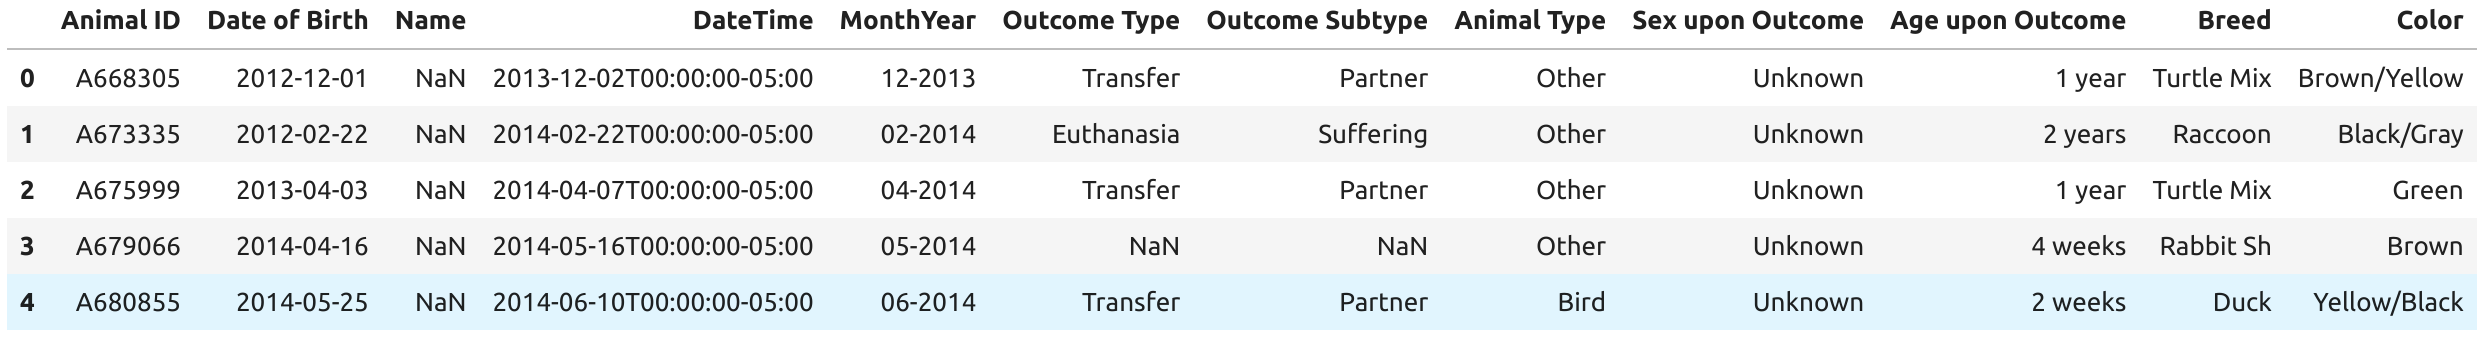 Animal ID Date of Birth Name DateTime MonthYear Outcome Type Outcome Subtype Animal Type Sex upon Outcome Age upon Outcome Breed Color
0 A668305 2012-12-01 NaN 2013-12-02T00:00:00-05:00 12-2013 Transfer Partner Other Unknown 1 year Turtle Mix Brown/Yellow
1 A673335 2012-02-22 NaN 2014-02-22T00:00:00-05:00 02-2014 Euthanasia Suffering Other Unknown 2 years Raccoon Black/Gray
2 A675999 2013-04-03 NaN 2014-04-07T00:00:00-05:00 04-2014 Transfer Partner Other Unknown 1 year Turtle Mix Green
3 A679066 2014-04-16 NaN 2014-05-16T00:00:00-05:00 05-2014 NaN NaN Other Unknown 4 weeks Rabbit Sh Brown
4 A680855 2014-05-25 NaN 2014-06-10T00:00:00-05:00 06-2014 Transfer Partner Bird Unknown 2 weeks Duck Yellow/Black